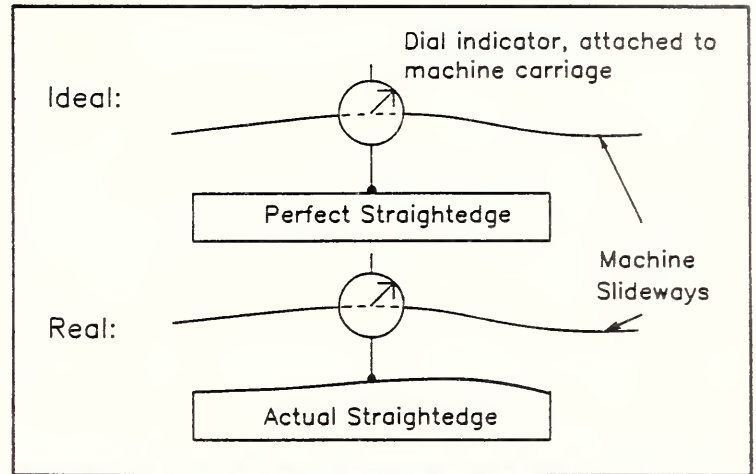 Dial indicator, attached to
machine carriage
Ideal:
Perfect Straightedge
Machine
Slideways
Real:
Actual Straightedge